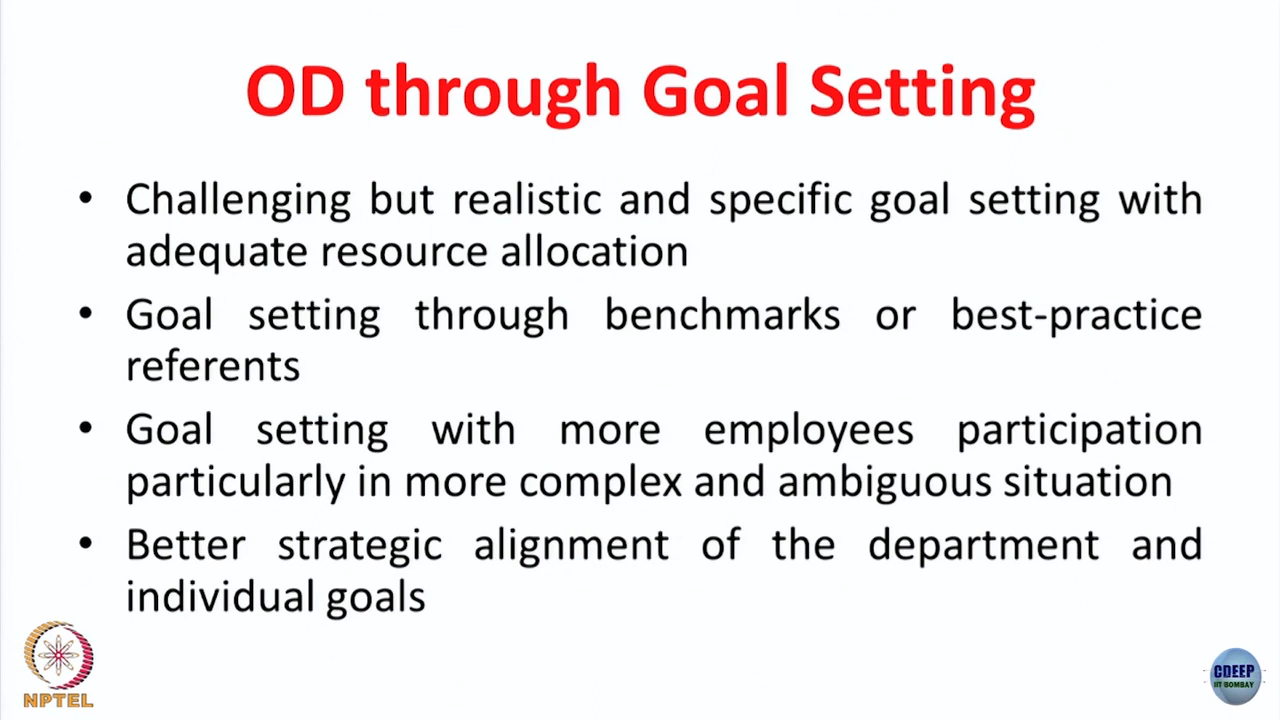 OD through Goal Setting
• Challenging but realistic and specific goal setting with
adequate resource allocation
• Goal setting through benchmarks or best-practice
referents
• Goal setting with more employees participation
particularly in more complex and ambiguous situation
• Better strategic alignment of the department and
individual goals
NPTEL
CDEEP
IIT BOMBAY